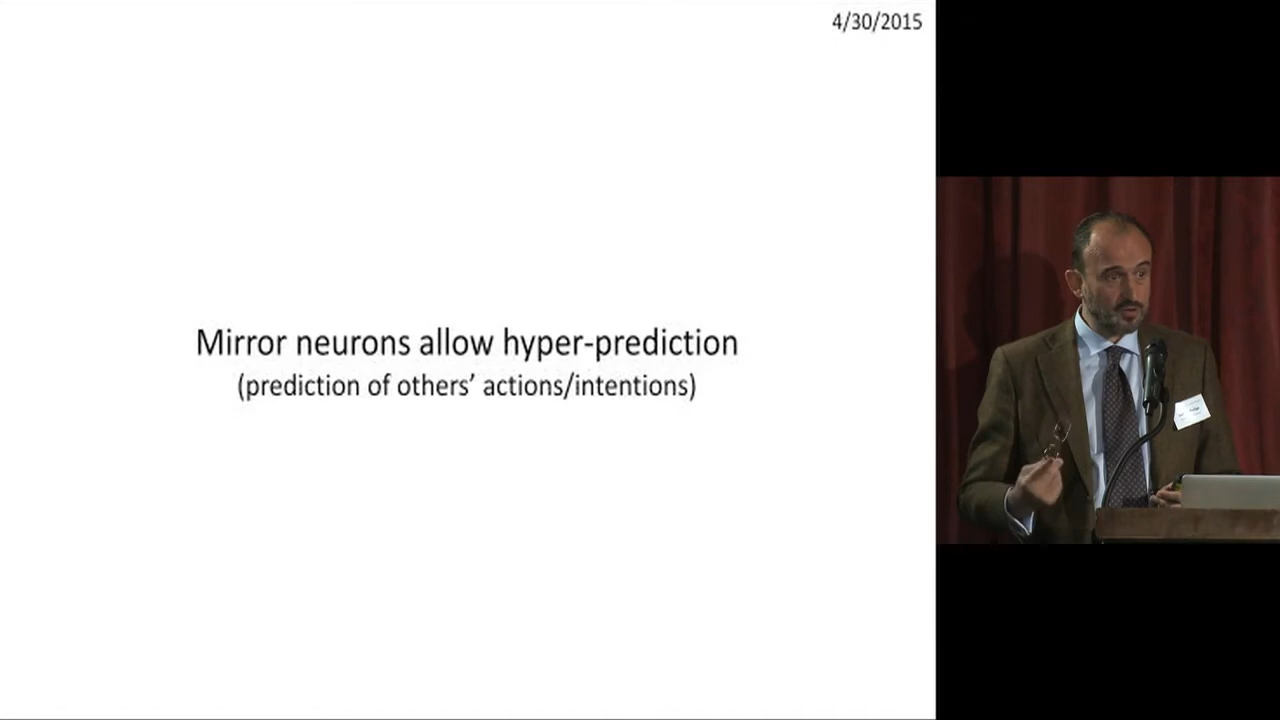 4/30/2015
Mirror neurons allow hyper-prediction
(prediction of others' actions/intentions)